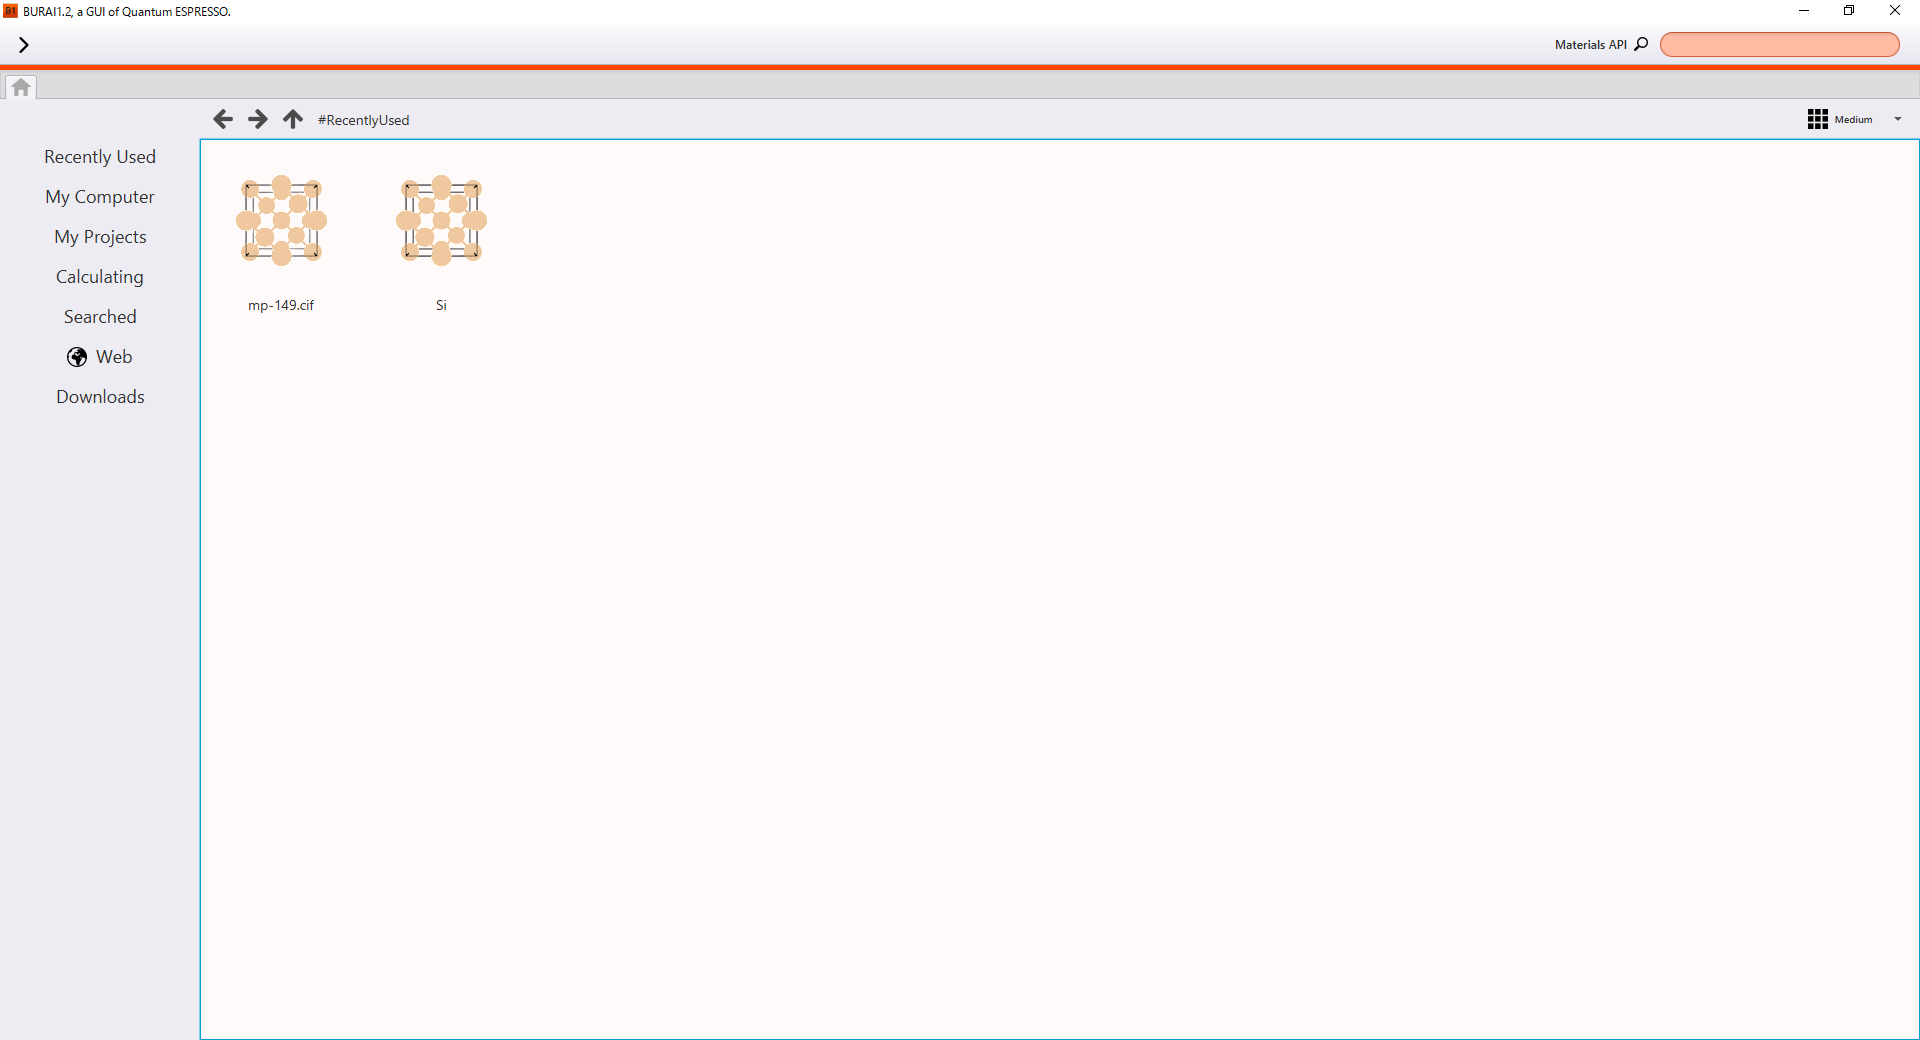 B1 BURAI1.2, a GUI of Quantum ESPRESSO.
Materials API
#RecentlyUsed
Medium
Recently Used
My Computer
My Projects
Calculating
Searched
Web
Downloads
mp-149.cif
Si